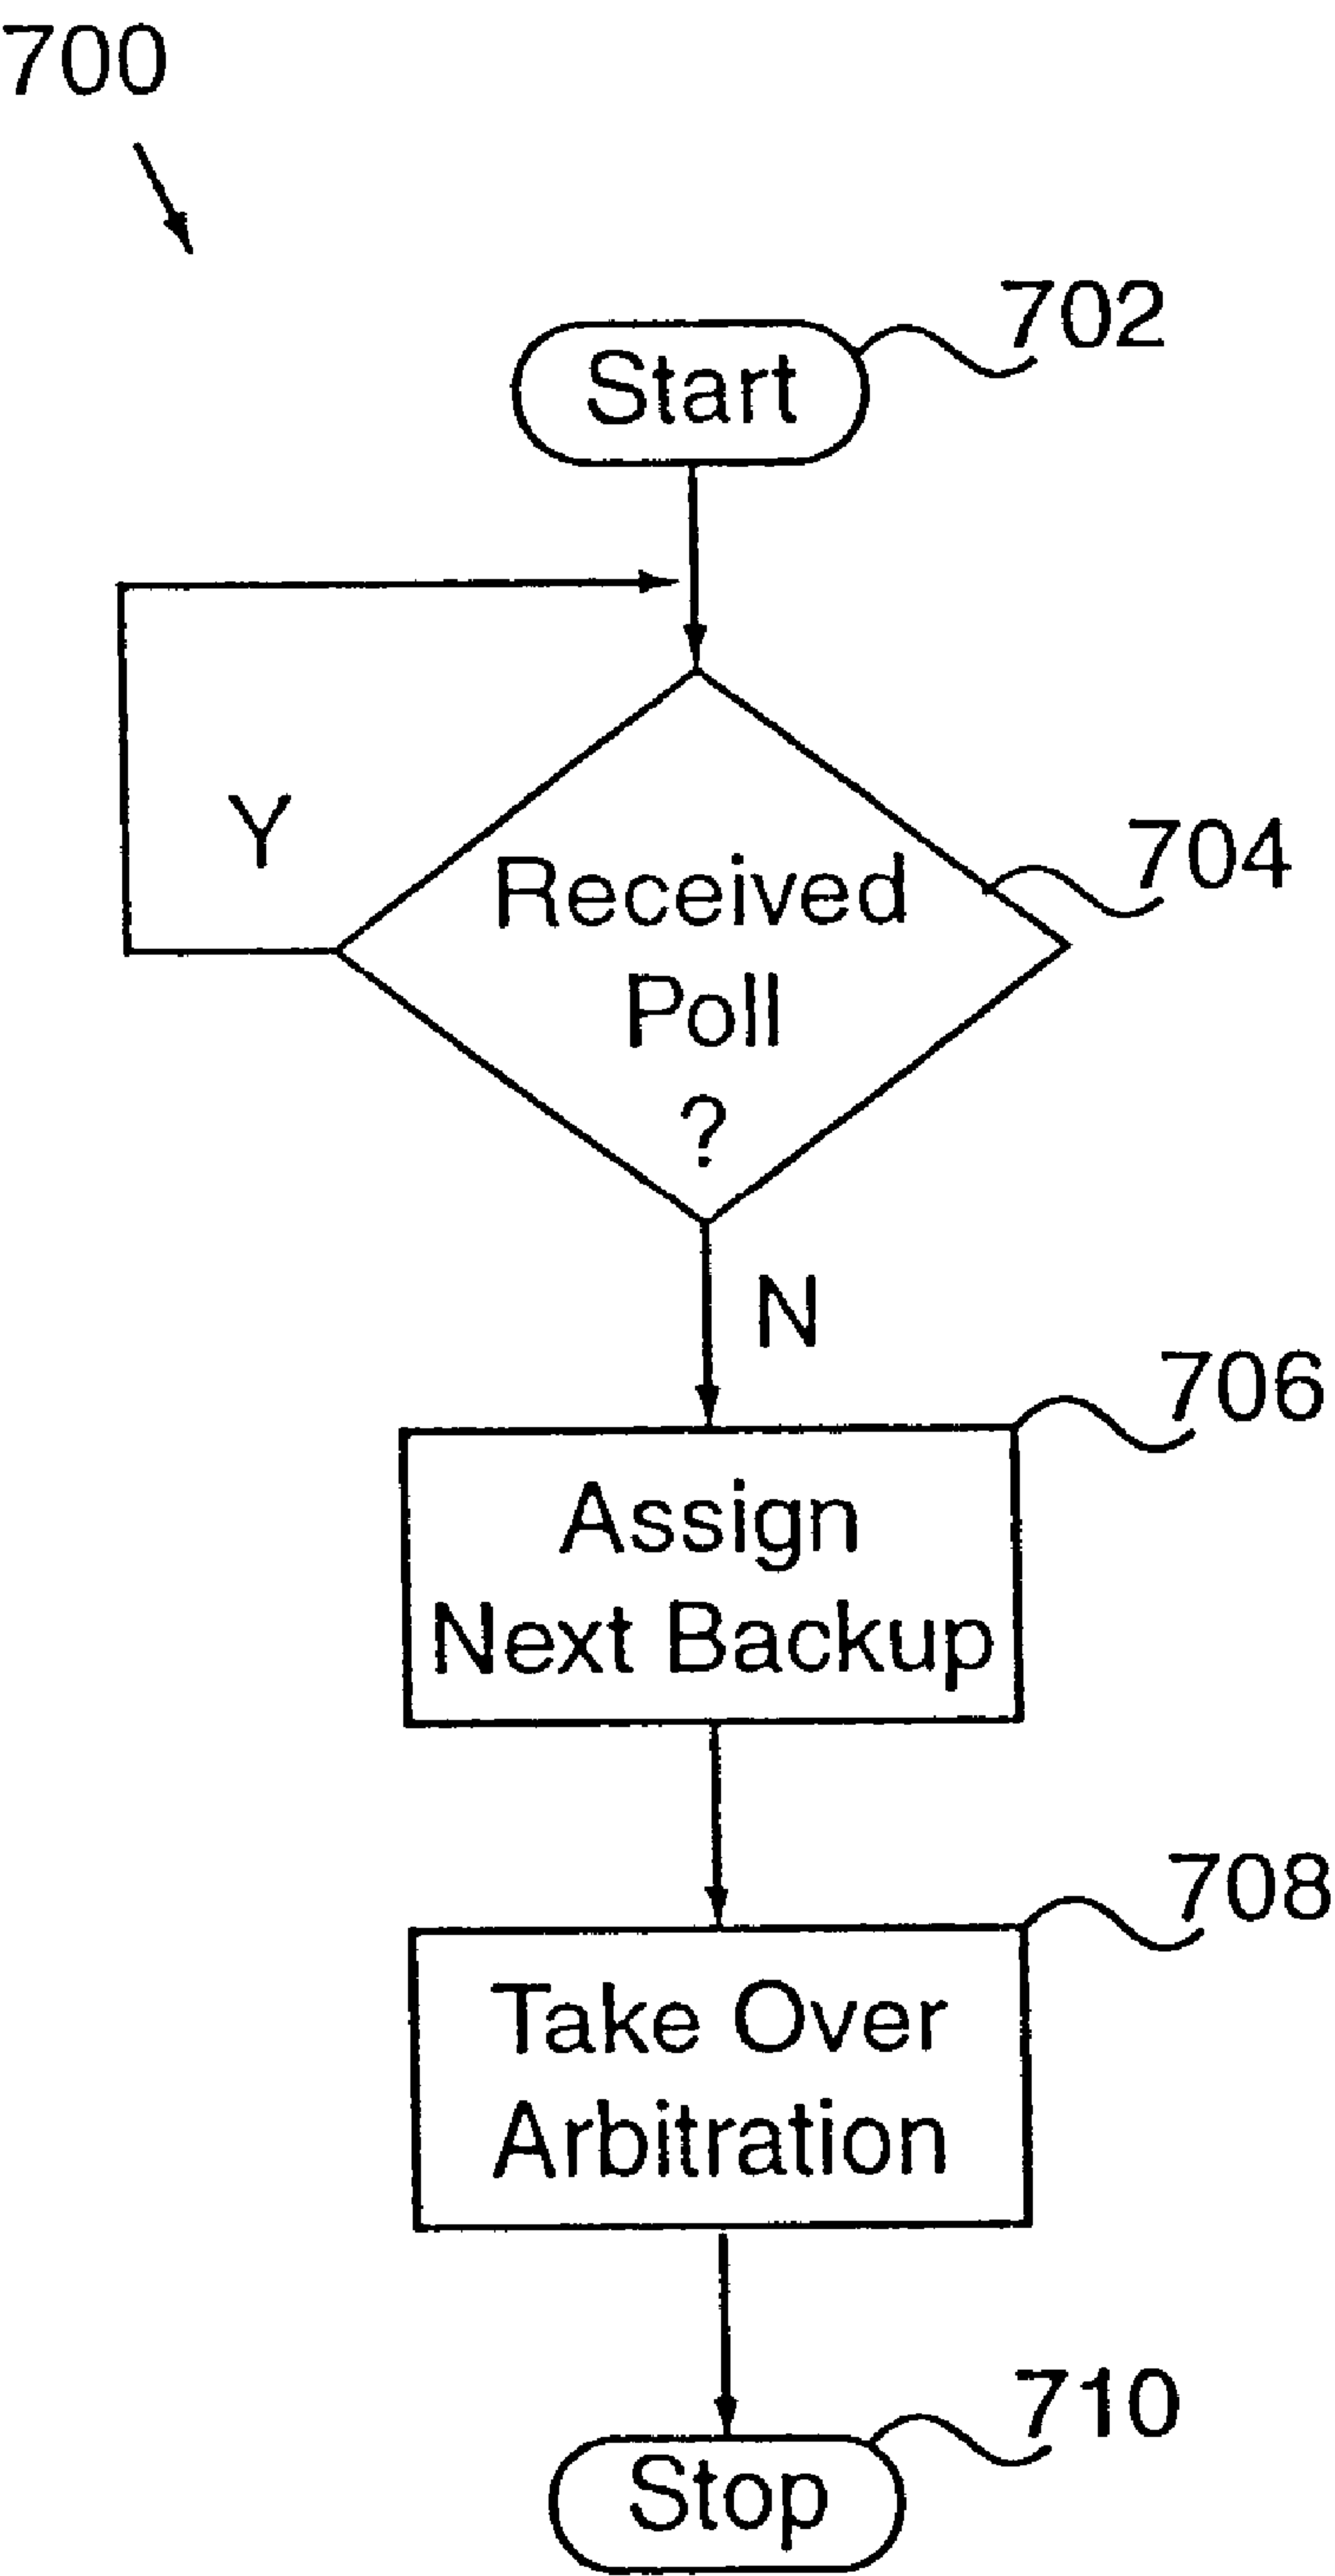 700
702
Start
Y
704
Received
Poll
?
N
706
Assign
Next Backup
708
Take Over
Arbitration
710
Stop